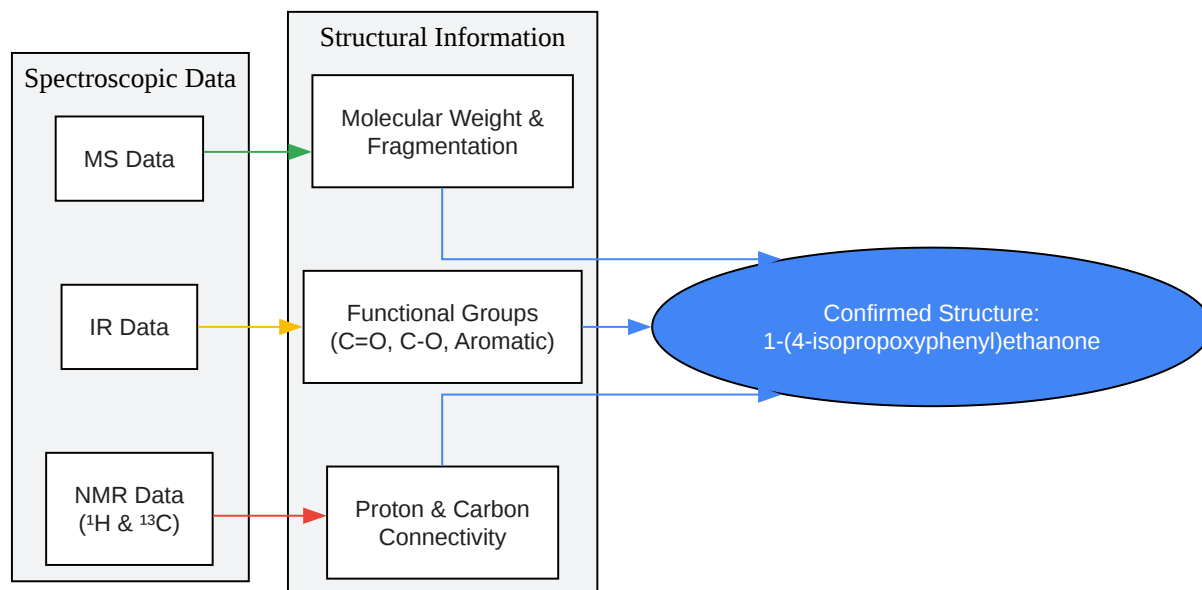 Spectroscopic Data
MS Data
IR Data
NMR Data
(¹H & ¹³C)
Structural Information
Molecular Weight &
Fragmentation
Functional Groups
(C=O, C-O, Aromatic)
Proton & Carbon
Connectivity
Confirmed Structure:
1-(4-isopropoxyphenyl)ethanone